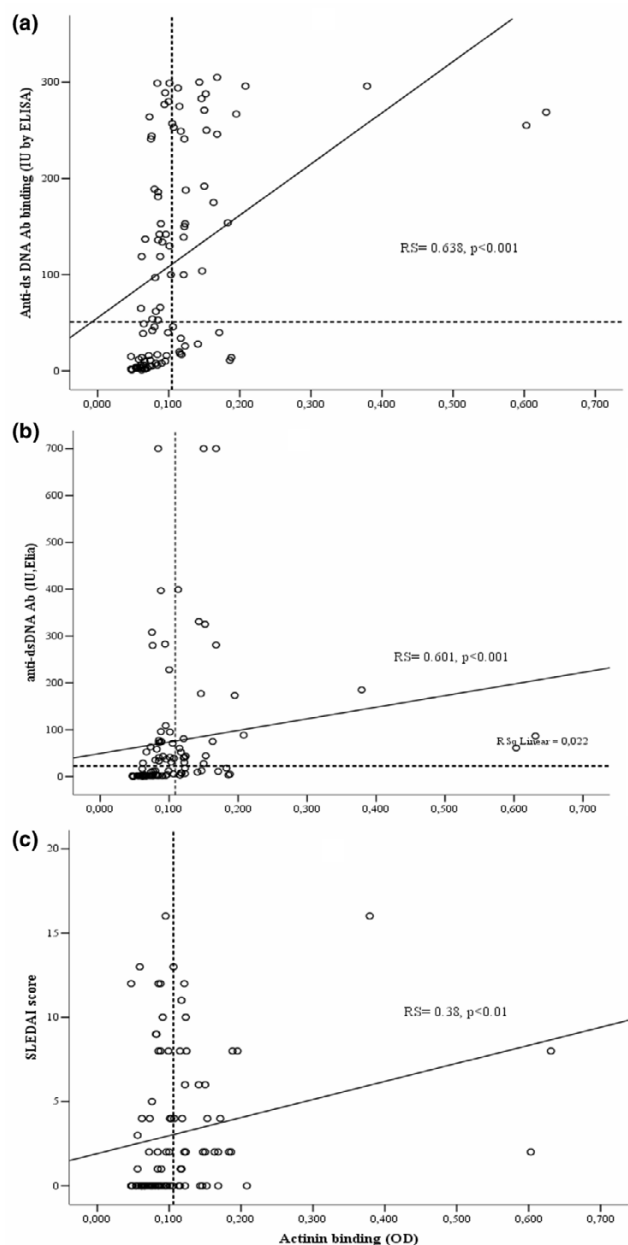 (a)
Anti-ds DNA Ab binding (IU by ELISA)
300
200
100
0
RS= 0.638, p<0.001
0,000 0,100 0,200 0,300 0,400 0,500 0,600 0,700
(b)
anti-dsDNA Ab (IU,Elia)
700
600
500
400
300
200
100
0
RS= 0.601, p<0.001
R Sq Linear = 0,022
0,000 0,100 0,200 0,300 0,400 0,500 0,600 0,700
(c)
SLEDAI score
20
15
10
5
0
RS= 0.38, p<0.01
0,000 0,100 0,200 0,300 0,400 0,500 0,600 0,700
Actinin binding (OD)